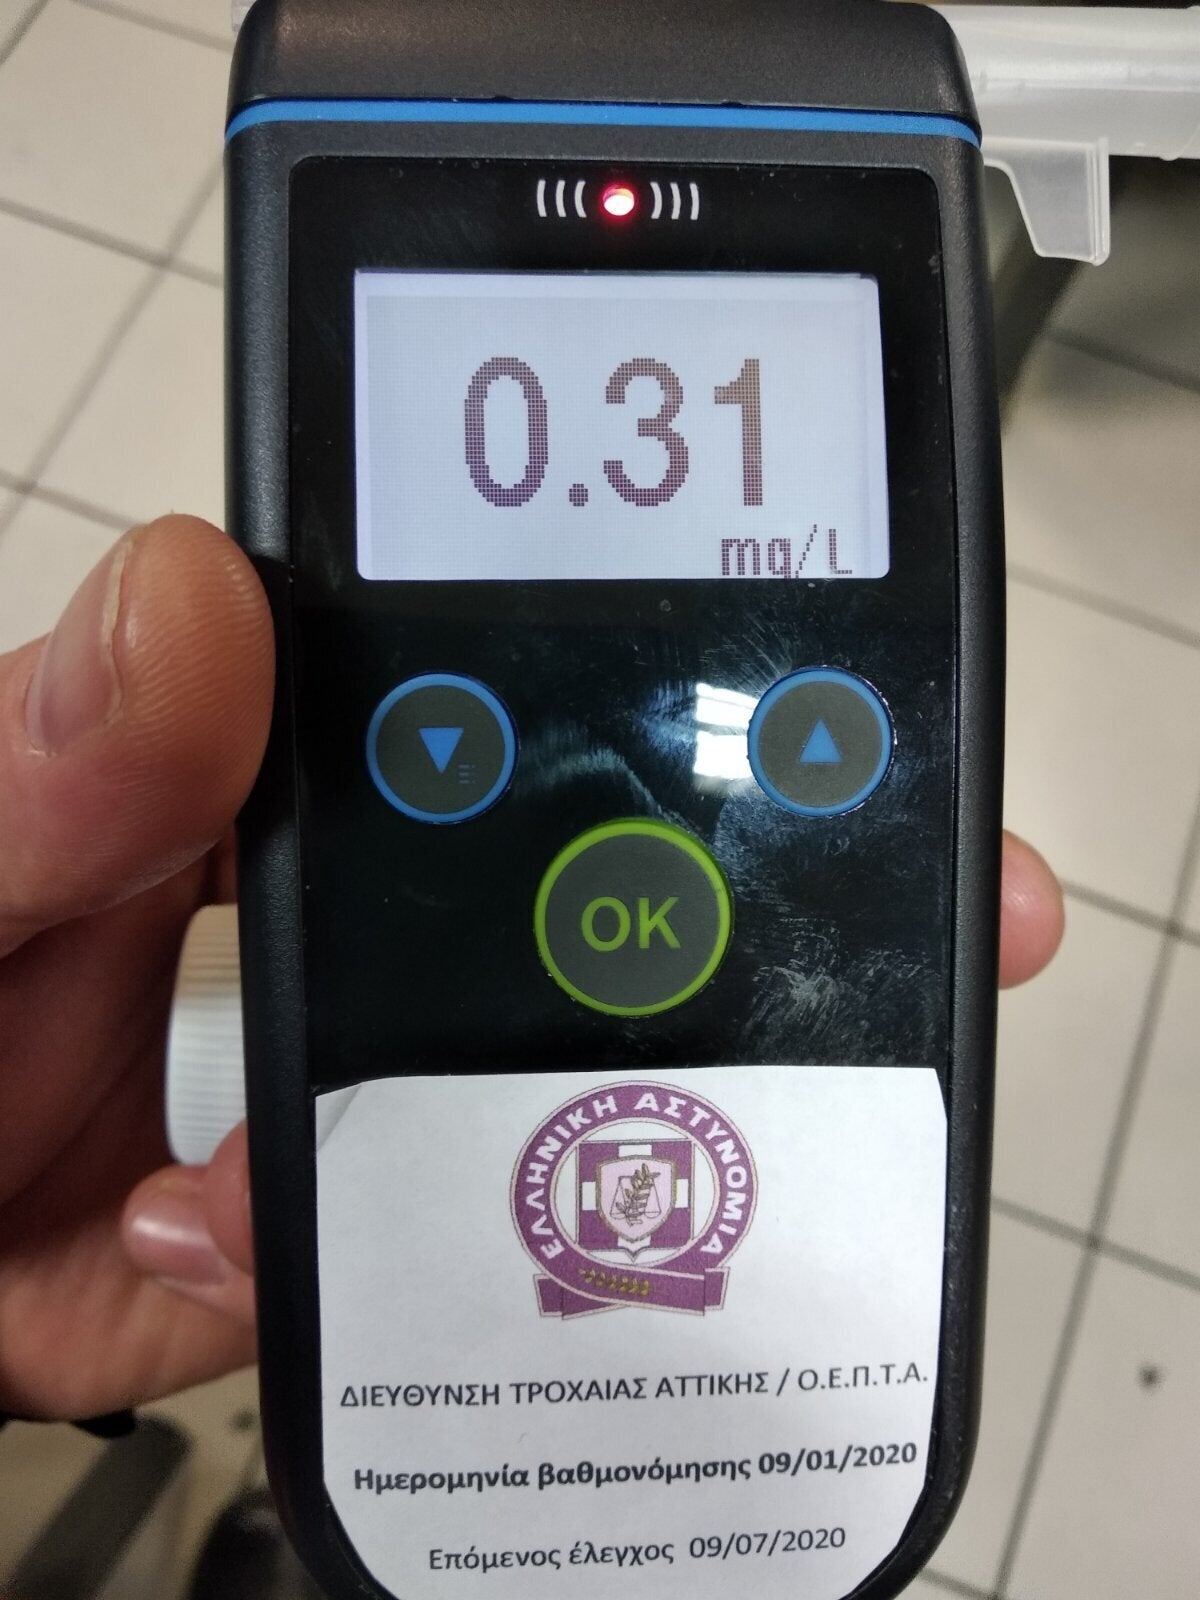 0.31
mg/L
OK
ΕΛΛΗΝΙΚΗ ΑΣΤΥΝΟΜΙΑ
ΔΙΕΥΘΥΝΣΗ ΤΡΟΧΑΙΑΣ ΑΤΤΙΚΗΣ / Ο.Ε.Π.Τ.Α.
Ημερομηνία βαθμονόμησης 09/01/2020
Επόμενος έλεγχος 09/07/2020